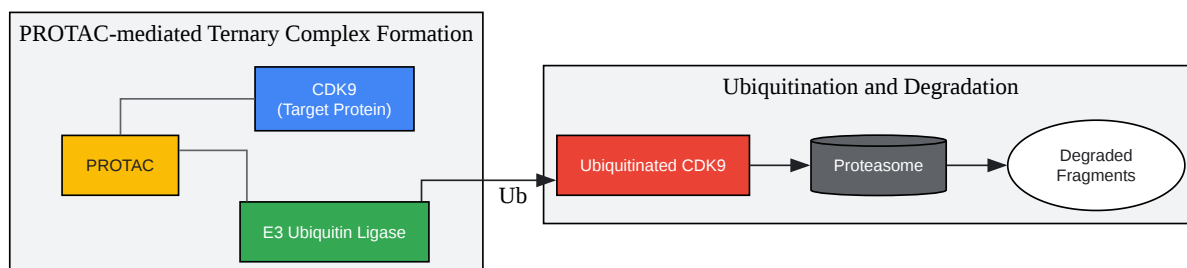 PROTAC-mediated Ternary Complex Formation
CDK9
(Target Protein)
PROTAC
E3 Ubiquitin Ligase
Ub
Ubiquitination and Degradation
Ubiquitinated CDK9
Proteasome
Degraded
Fragments